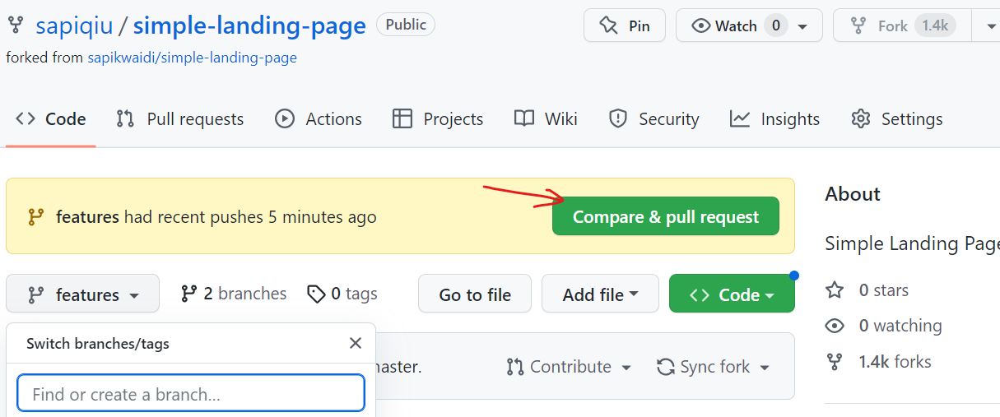 sapiqiu / simple-landing-page Public Pin Watch 0 Fork 1.4k
forked from sapikwaidi/simple-landing-page
Code Pull requests Actions Projects Wiki Security Insights Settings
features had recent pushes 5 minutes ago Compare & pull request
features 2 branches 0 tags Go to file Add file Code
Switch branches/tags
master. Contribute Sync fork
Find or create a branch...
About
Simple Landing Page
0 stars
0 watching
1.4k forks